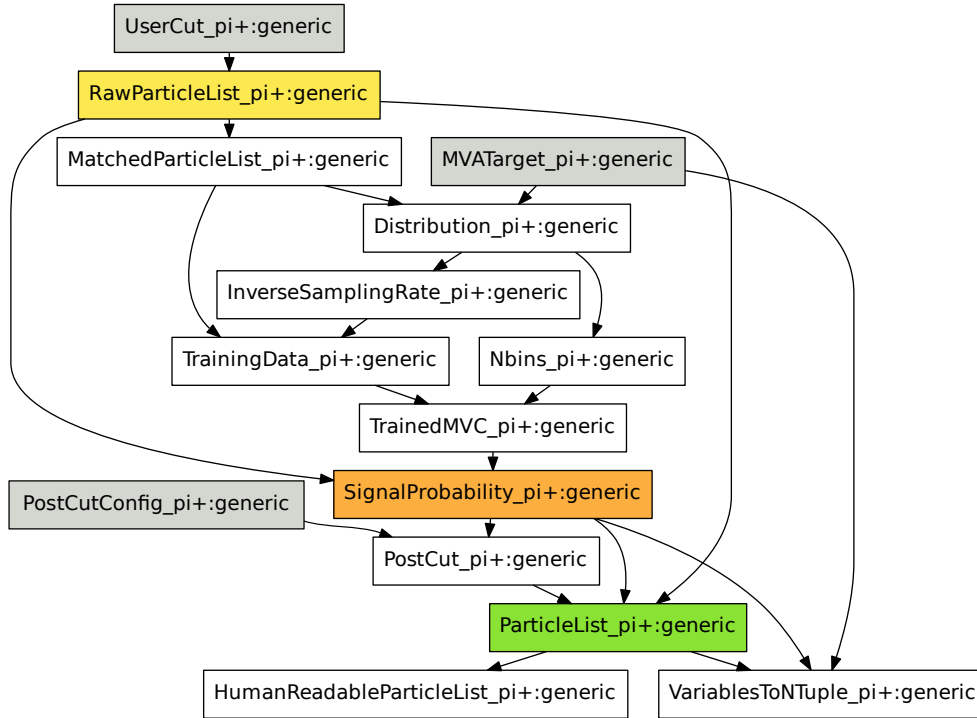 UserCut_pi+:generic
RawParticleList_pi+:generic
MatchedParticleList_pi+:generic
MVATarget_pi+:generic
Distribution_pi+:generic
InverseSamplingRate_pi+:generic
TrainingData_pi+:generic
Nbins_pi+:generic
TrainedMVC_pi+:generic
SignalProbability_pi+:generic
PostCutConfig_pi+:generic
PostCut_pi+:generic
ParticleList_pi+:generic
HumanReadableParticleList_pi+:generic
VariablesToNTuple_pi+:generic